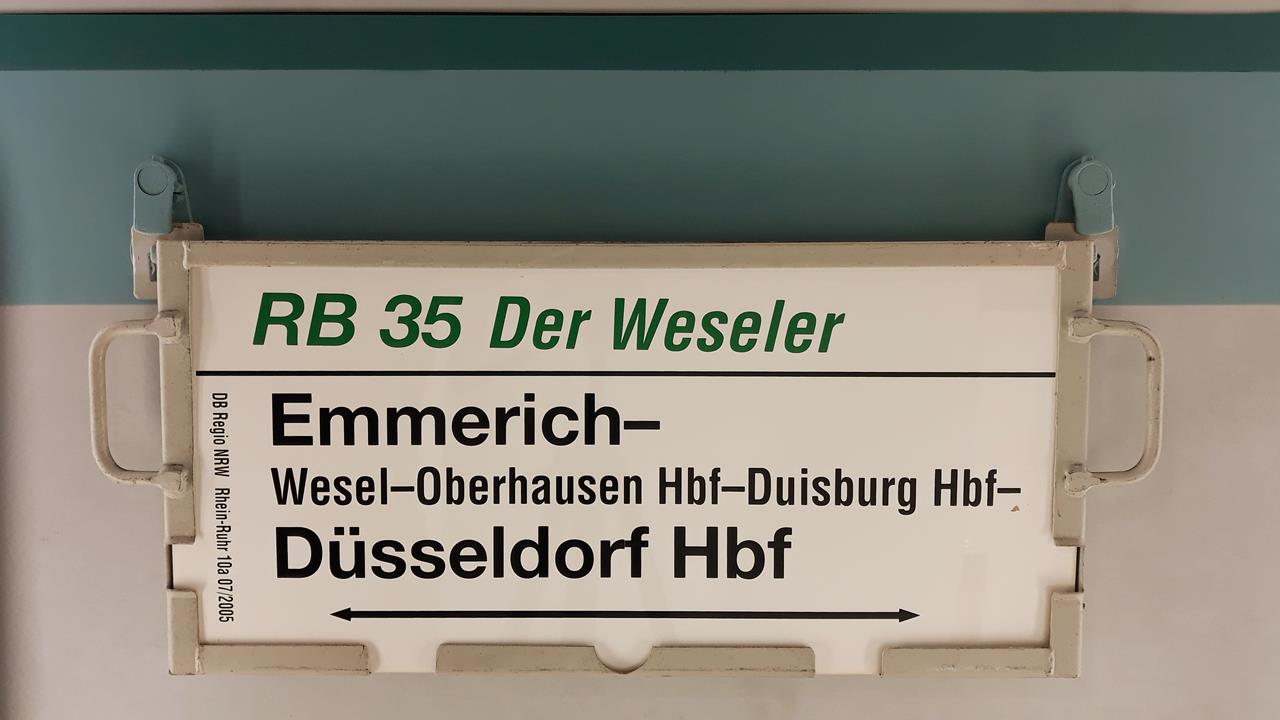 RB 35 Der Weseler
Emmerich–
Wesel–Oberhausen Hbf–Duisburg Hbf–
Düsseldorf Hbf
DB Regio NRW Rhein-Ruhr 10a 07/2005